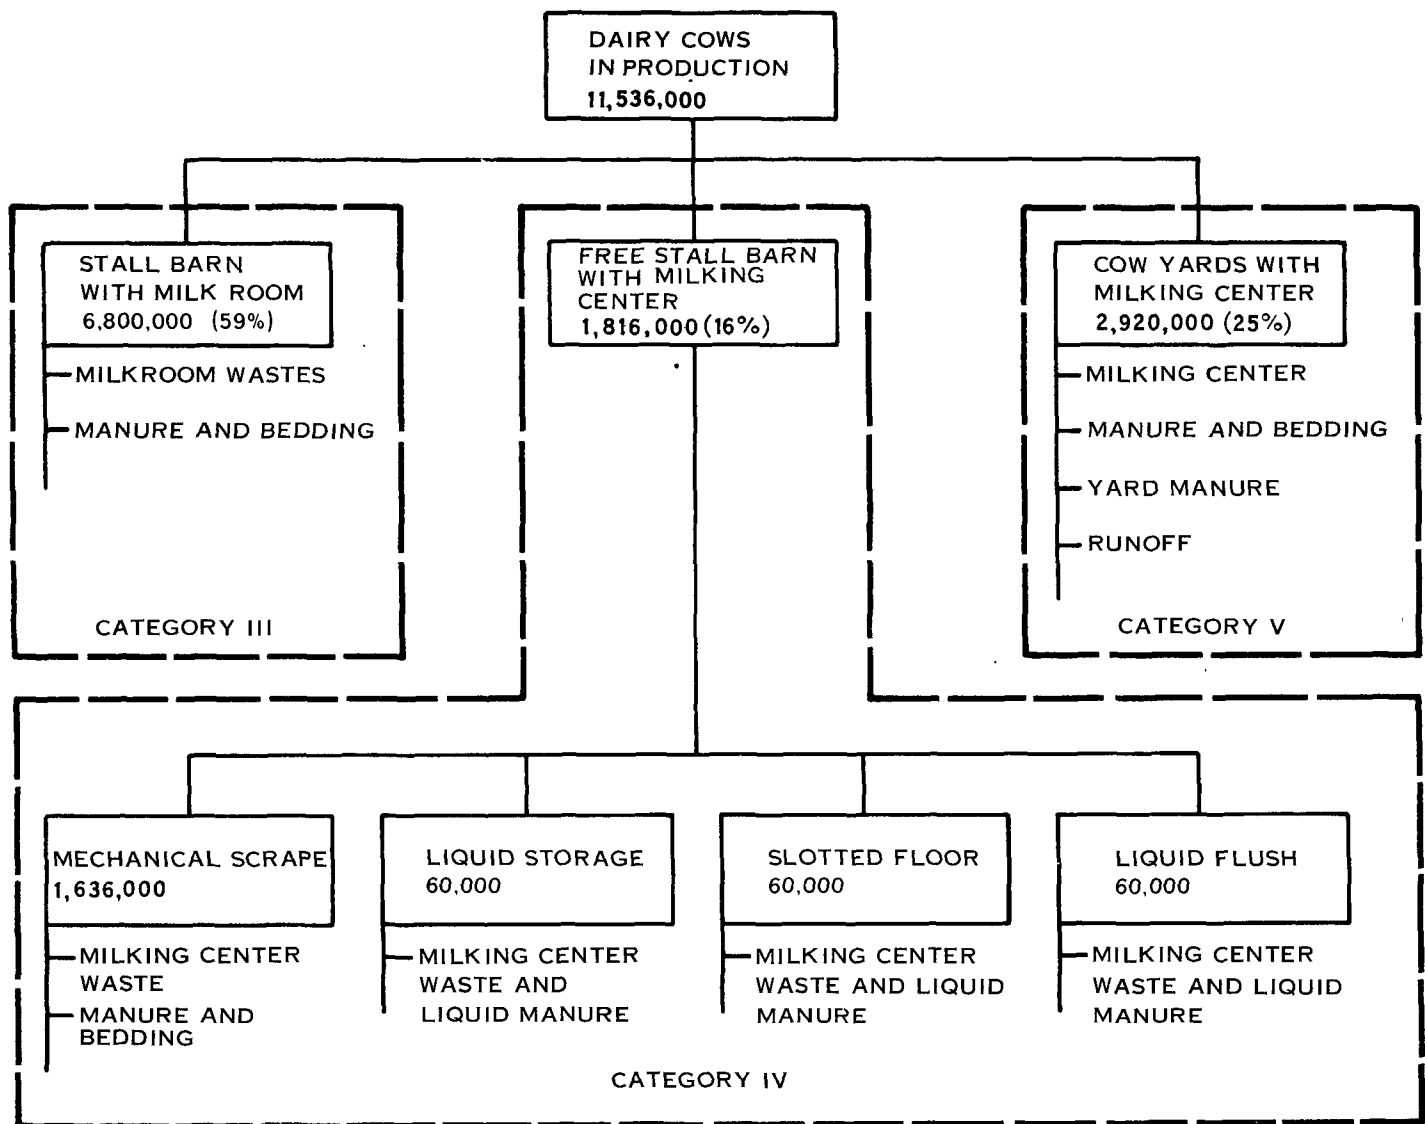 DAIRY COWS
IN PRODUCTION
11,536,000
STALL BARN
WITH MILK ROOM
6,800,000 (59%)
MILKROOM WASTES
MANURE AND BEDDING
CATEGORY III
FREE STALL BARN
WITH MILKING
CENTER
1,816,000 (16%)
COW YARDS WITH
MILKING CENTER
2,920,000 (25%)
MILKING CENTER
MANURE AND BEDDING
YARD MANURE
RUNOFF
CATEGORY V
MECHANICAL SCRAPE
1,636,000
MILKING CENTER
WASTE
MANURE AND
BEDDING
LIQUID STORAGE
60,000
MILKING CENTER
WASTE AND
LIQUID MANURE
SLOTTED FLOOR
60,000
MILKING CENTER
WASTE AND LIQUID
MANURE
LIQUID FLUSH
60,000
MILKING CENTER
WASTE AND LIQUID
MANURE
CATEGORY IV